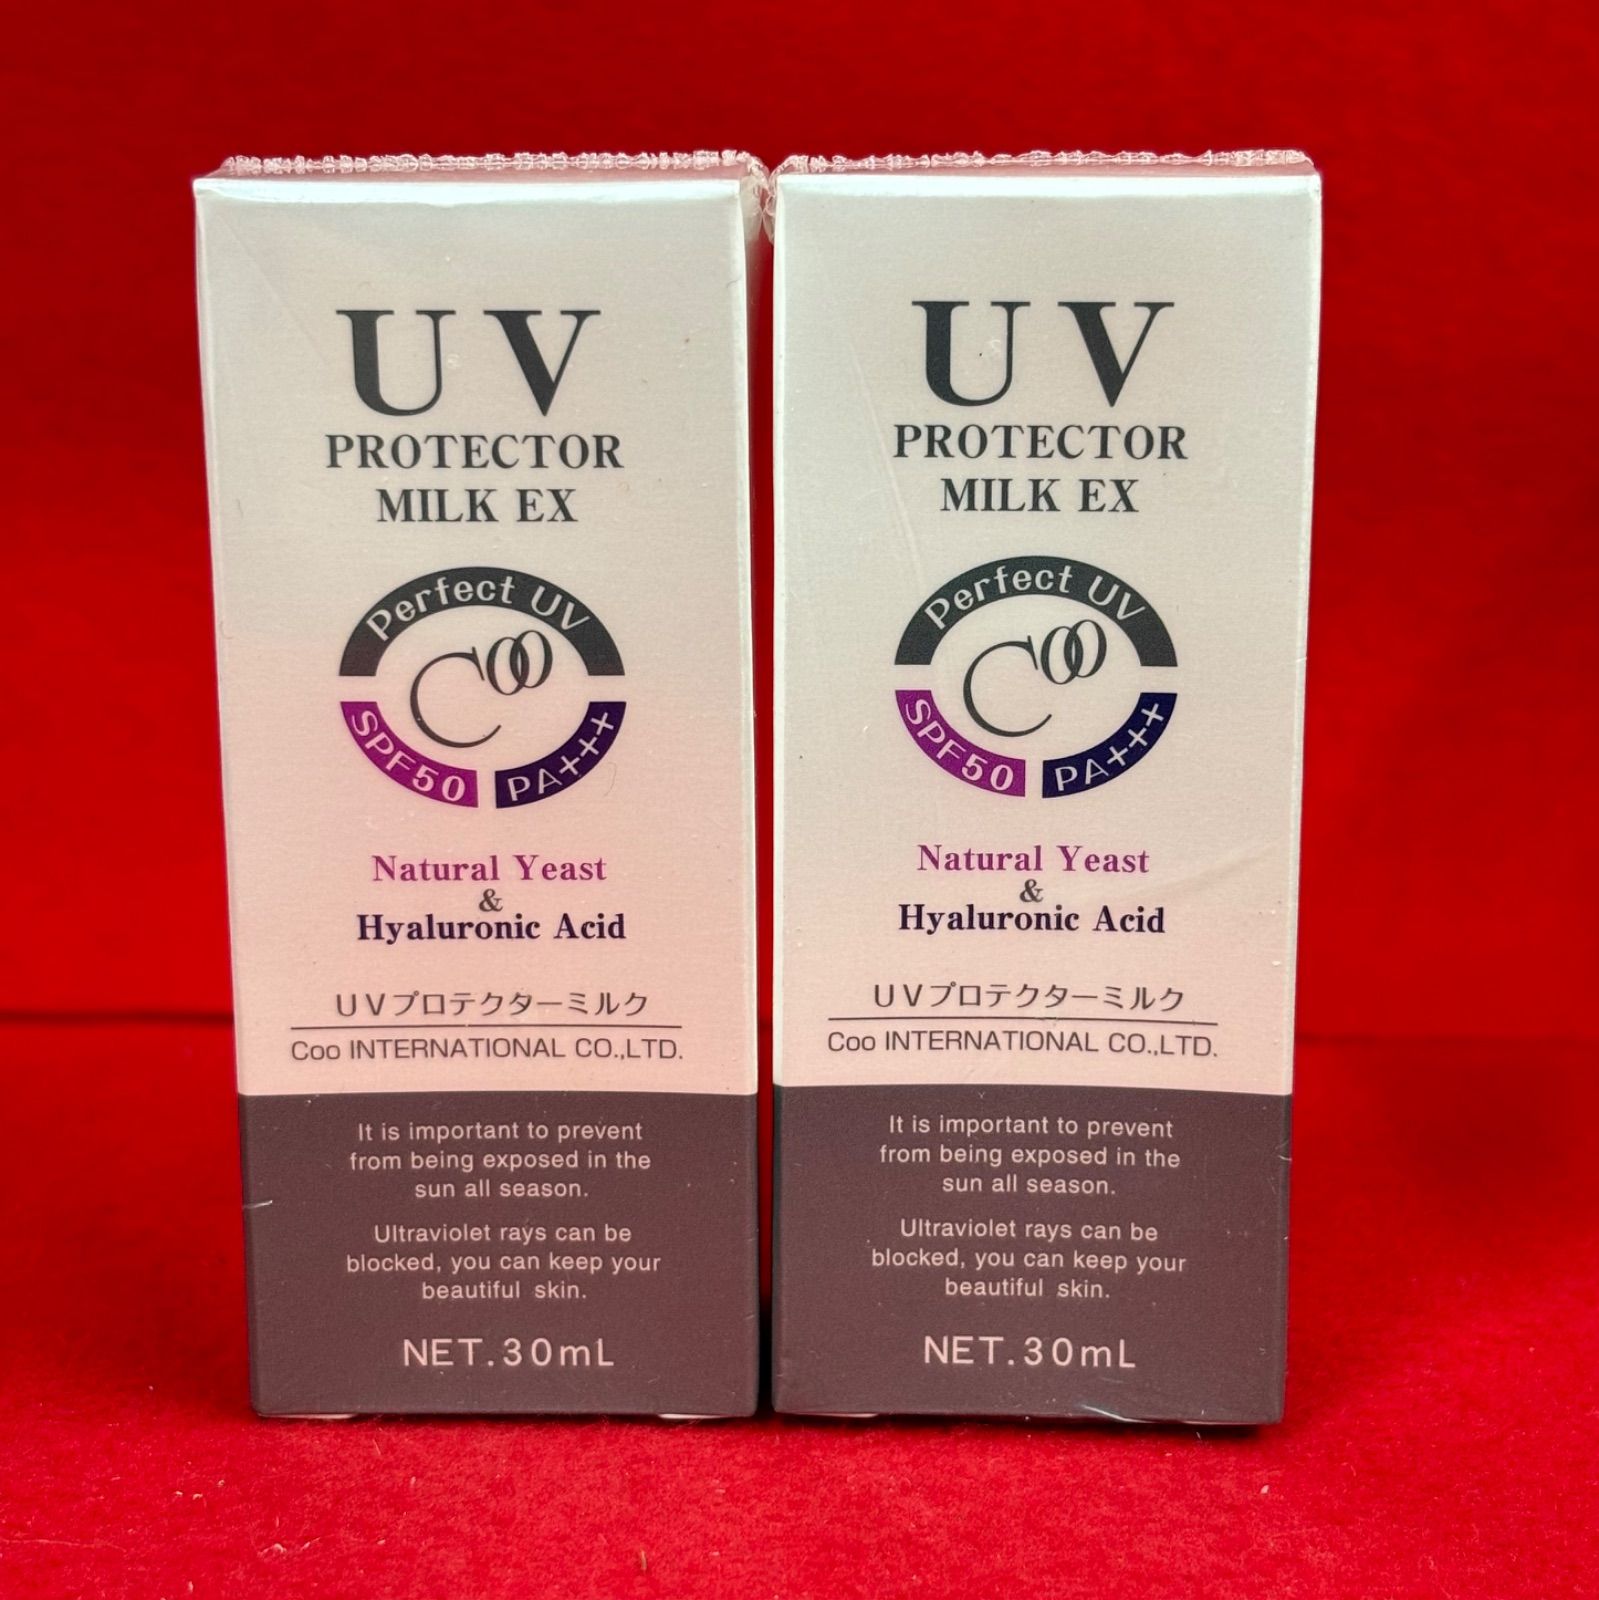 UV
PROTECTOR
MILK EX
Perfect UV
Coo
SPF50
PA+++
Natural Yeast
&
Hyaluronic Acid
UVプロテクターミルク
Coo INTERNATIONAL CO.,LTD.
It is important to prevent
from being exposed in the
sun all season.
Ultraviolet rays can be
blocked, you can keep your
beautiful skin.
NET.30mL
UV
PROTECTOR
MILK EX
Perfect UV
Coo
SPF50
PA+++
Natural Yeast
&
Hyaluronic Acid
UVプロテクターミルク
Coo INTERNATIONAL CO.,LTD.
It is important to prevent
from being exposed in the
sun all season.
Ultraviolet rays can be
blocked, you can keep your
beautiful skin.
NET.30mL